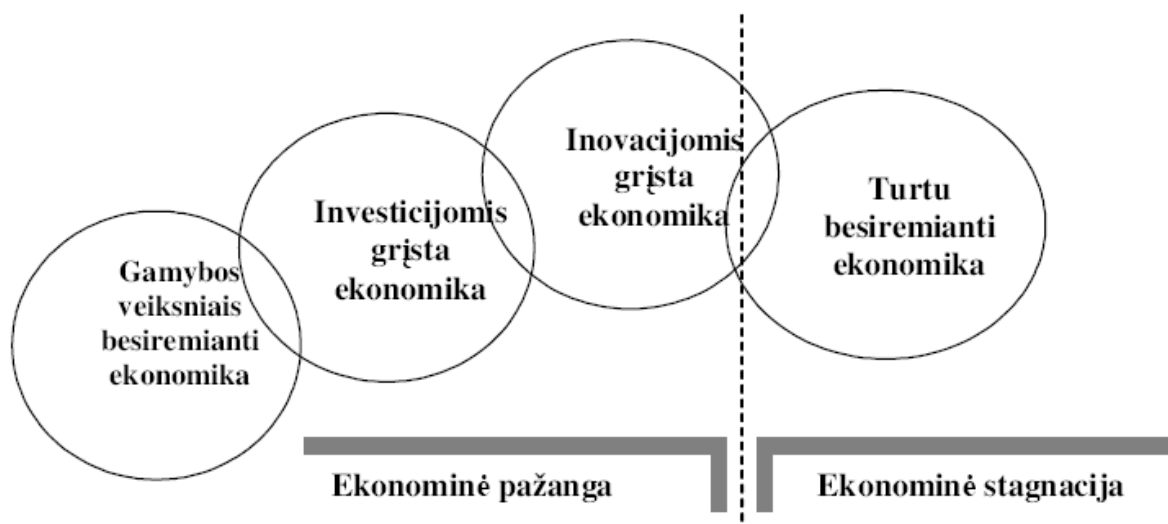 Gamybos
veiksniais
besiremianti
ekonomika
Investicijomis
grįsta
ekonomika
Inovacijomis
grįsta
ekonomika
Turtu
besiremianti
ekonomika
Ekonominė pažanga
Ekonominė stagnacija